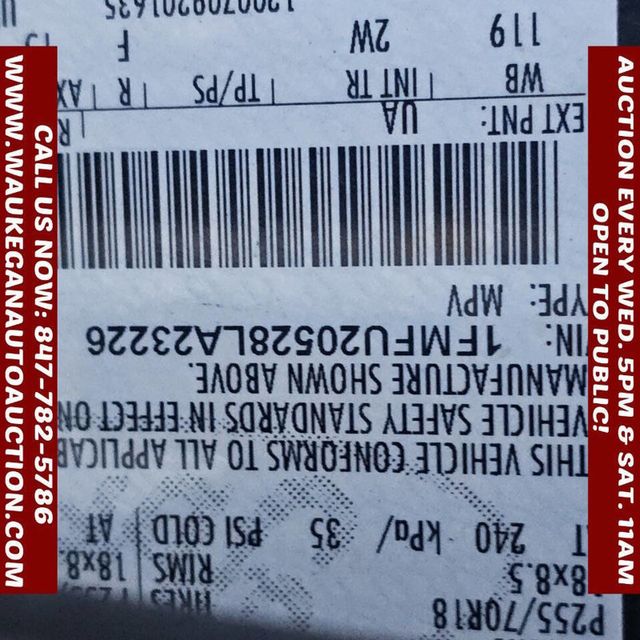 CALL US NOW: 847-782-5786
WWW.WAUKEGANAUTOAUCTION.COM
AUCTION EVERY WED. 5PM & SAT. 11AM
OPEN TO PUBLIC!
P255/70R18
18x8.5 RIMS 18x8.
T 240 kPa/ 35 PSI COLD AT
THIS VEHICLE CONFORMS TO ALL APPLICAB
VEHICLE SAFETY STANDARDS IN EFFECT ON
MANUFACTURE SHOWN ABOVE.
IN: 1FMFU20528LA23226
YPE: MPV
EXT PNT: UA R
WB INT TR TP/PS R AX
119 2W F